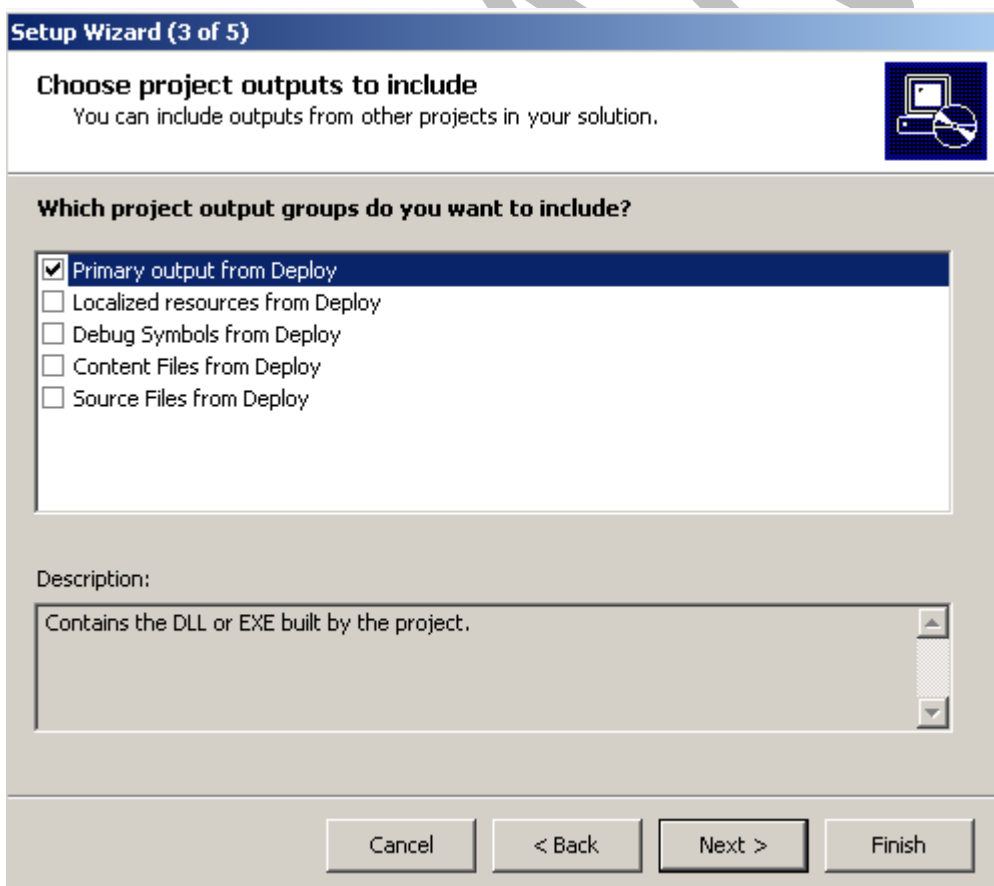 Setup Wizard (3 of 5)
Choose project outputs to include
You can include outputs from other projects in your solution.
Which project output groups do you want to include?
Primary output from Deploy
Localized resources from Deploy
Debug Symbols from Deploy
Content Files from Deploy
Source Files from Deploy
Description:
Contains the DLL or EXE built by the project.
Cancel
< Back
Next >
Finish